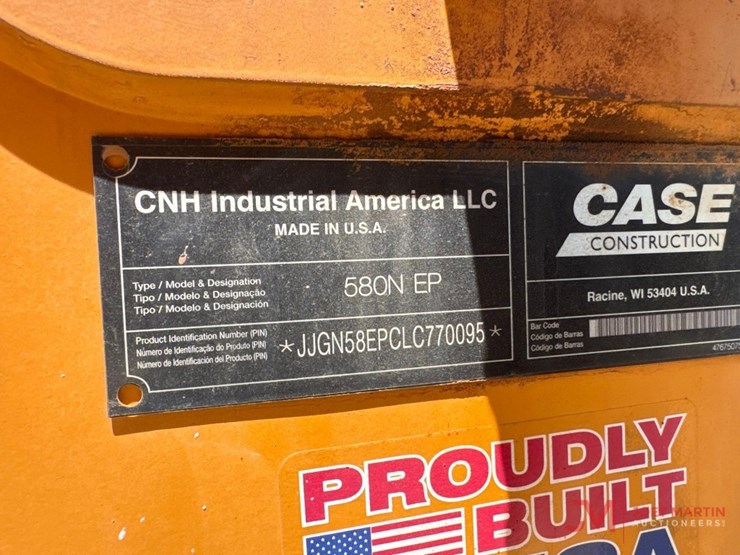 CNH Industrial America LLC
MADE IN U.S.A.
Type / Model & Designation
Tipo / Modelo & Designação
Tipo / Modelo & Designación
580N EP
Product Identification Number (PIN)
Número de Identificação do Produto (PIN)
Número de Identificación del Producto (PIN)
*JJGN58EPCLC770095*
CASE
CONSTRUCTION
Racine, WI 53404 U.S.A.
Bar Code
Código de Barras
Código de Barras
PROUDLY
BUILT
MARTIN
AUCTIONEERS